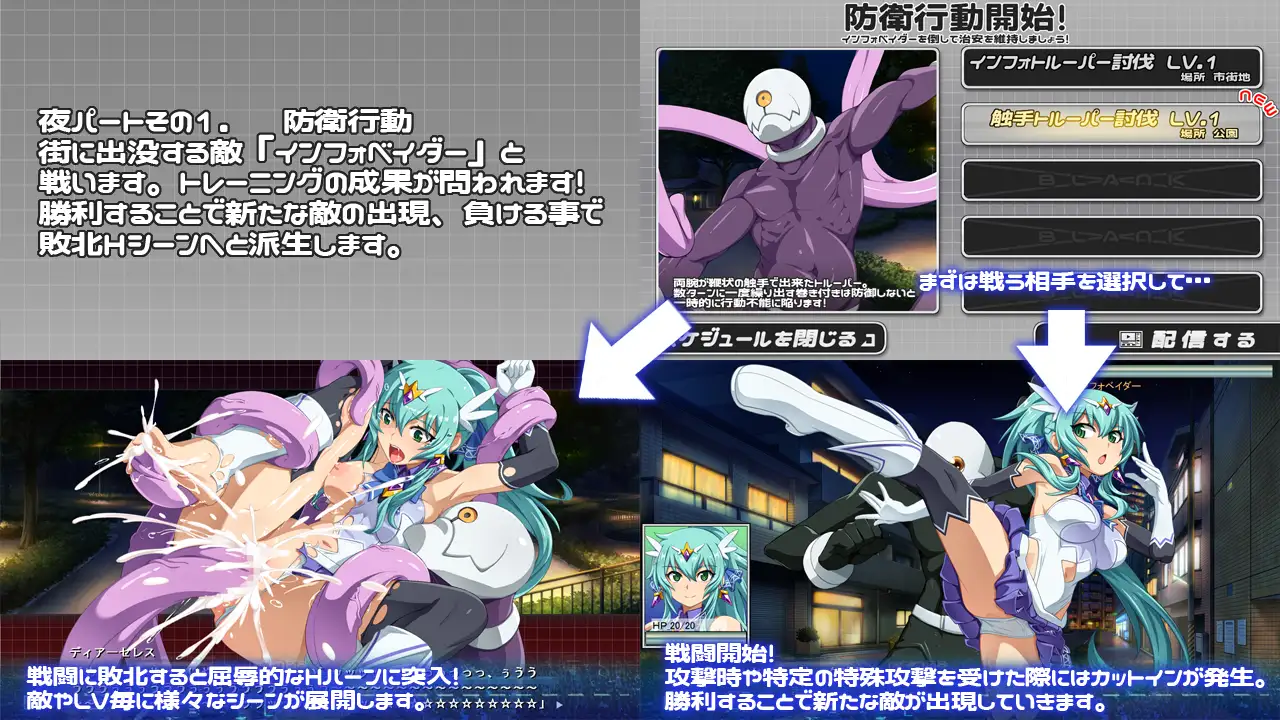 夜パートその１．　　防衛行動
街に出没する敵「インフォベイダー」と
戦います。トレーニングの成果が問われます!
勝利することで新たな敵の出現、負ける事で
敗北Hシーンへと派生します。
防衛行動開始!
インフォベイダーを倒して治安を維持しましょう!
インフォトルーパー討伐 LV.1
場所 市街地
NEW
触手トルーパー討伐 LV.1
場所 公園
BLANK
BLANK
両腕が鞭状の触手で出来たトルーパー。
数ターンに一度繰り出す巻き付きは防御しないと
一時的に行動不能に陥ります!
まずは戦う相手を選択して…
ケジュールを閉じる
配信する
ディアーセレス
戦闘に敗北すると屈辱的なHルーンに突入!
敵やLV毎に様々なシーンが展開します。
フォベイダー
HP 20/20
戦闘開始!
攻撃時や特定の特殊攻撃を受けた際にはカットインが発生。
勝利することで新たな敵が出現していきます。